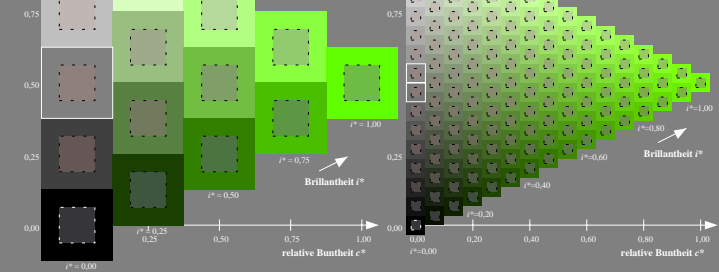 0,75
0,50
0,25
0,00
i* = 1,00
i* = 0,75
Brillantheit i*
i* = 0,50
i* = 0,25
0,25
0,50
0,75
1,00
relative Buntheit c*
i* = 0,00
0,75
0,50
0,25
0,00
i*=1,00
i*=0,80
Brillantheit i*
i*=0,60
i*=0,40
i*=0,20
0,00
0,20
0,40
0,60
0,80
1,00
relative Buntheit c*
i*=0,00